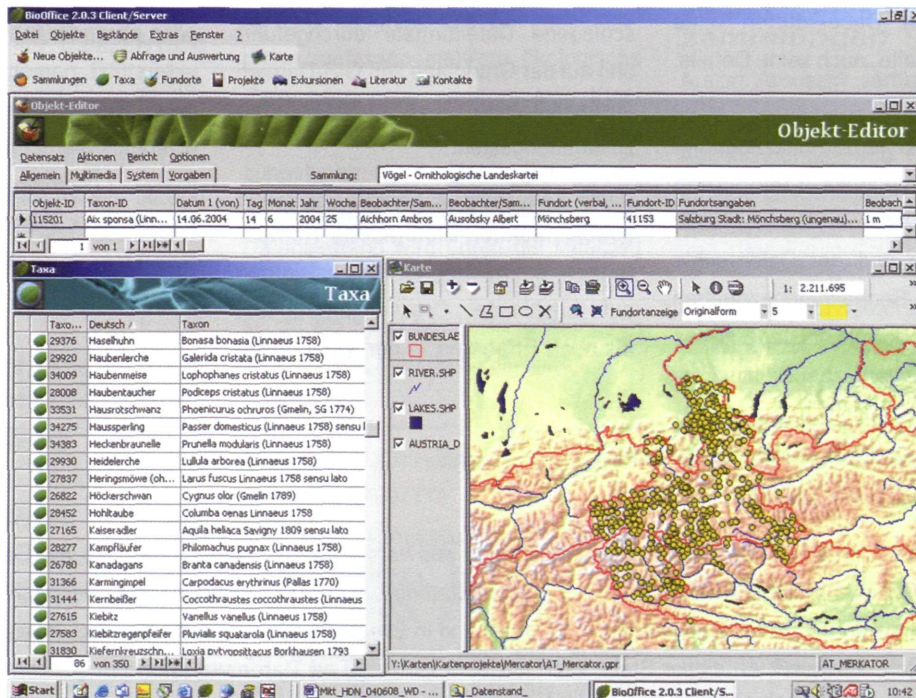 BioOffice 2.0.3 Client/Server
Datei Objekte Bestände Extras Fenster ?
Neue Objekte... Abfrage und Auswertung Karte
Sammlungen Taxa Fundorte Projekte Exkursionen Literatur Kontakte
Objekt-Editor
Objekt-Editor
Datensatz Aktionen Bericht Optionen
Allgemein Multimedia System Vorgaben Sammlung: Vögel - Ornithologische Landeskartei
Objekt-ID Taxon-ID Datum 1 (von) Tag Monat Jahr Woche Beobachter/Sam... Beobachter/Sam... Fundort (verbal, ... Fundort-ID Fundortsangaben Beobach
115201 Aix sponsa (Linn... 14.06.2004 14 6 2004 25 Aichhorn Ambros Ausobsky Albert Mönchsberg 41153 Salzburg Stadt: Mönchsberg (ungenau)... 1 m
1 von 1
Taxa
Taxa
Taxo... Deutsch / Taxon
29376 Haselhuhn Bonasa bonasia (Linnaeus 1758)
29920 Haubenlerche Galerida cristata (Linnaeus 1758)
34009 Haubenmeise Lophophanes cristatus (Linnaeus 1758)
28008 Haubentaucher Podiceps cristatus (Linnaeus 1758)
33531 Hausrotschwanz Phoenicurus ochruros (Gmelin, SG 1774)
34275 Haussperling Passer domesticus (Linnaeus 1758) sensu l
34383 Heckenbraunelle Prunella modularis (Linnaeus 1758)
29930 Heidelerche Lullula arborea (Linnaeus 1758)
27837 Heringsmöwe (oh... Larus fuscus Linnaeus 1758 sensu lato
26822 Höckerschwan Cygnus olor (Gmelin 1789)
28452 Hohltaube Columba oenas Linnaeus 1758
27165 Kaiseradler Aquila heliaca Savigny 1809 sensu lato
28277 Kampfläufer Philomachus pugnax (Linnaeus 1758)
26780 Kanadagans Branta canadensis (Linnaeus 1758)
31366 Karmingimpel Carpodacus erythrinus (Pallas 1770)
31444 Kernbeißer Coccothraustes coccothraustes (Linnaeus
27615 Kiebitz Vanellus vanellus (Linnaeus 1758)
27583 Kiebitzregenpfeifer Pluvialis squatarola (Linnaeus 1758)
31830 Kiefernkreuzschn... Loxia pytyopsittacus Borkhausen 1793
86 von 350
Karte
1: 2.211.695
Fundortanzeige Originalform 5
BUNDESLAE
RIVER.SHP
LAKES.SHP
AUSTRIA_D
Y:\Karten\Kartenprojekte\Mercator\AT_Mercator.gpr AT_MERKATOR
Start Mitt_HDN_040608_WD - ... _Datenstand_ BioOffice 2.0.3 Client/S...